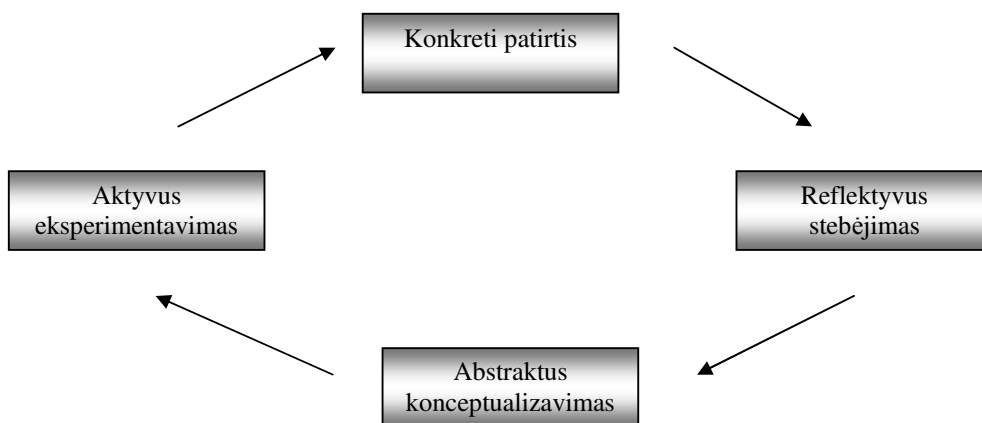 Konkreti patirtis
Aktyvus
eksperimentavimas
Reflektyvus
stebėjimas
Abstraktus
konceptualizavimas